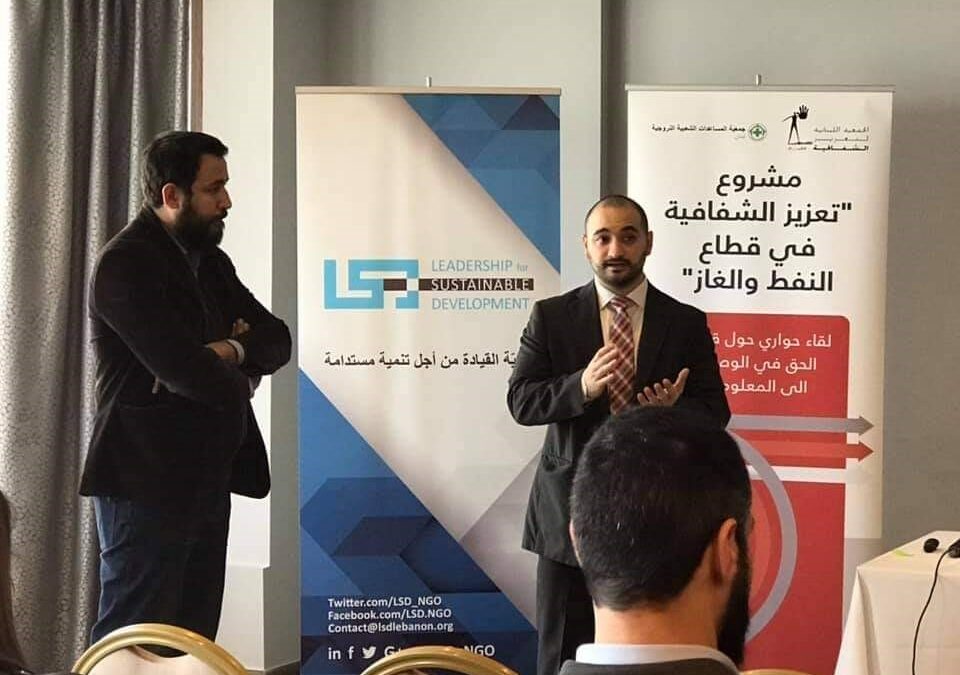 LEADERSHIP for
SUSTAINABLE
DEVELOPMENT
القيادة من أجل تنمية مستدامة
Twitter.com/LSD_NGO
Facebook.com/LSD.NGO
Contact@lsdlebanon.org
in f
NGO
جمعية المساعدات الشعبية النروجية
الشفافية
مشروع
"تعزيز الشفافية
في قطاع
النفط والغاز"
لقاء حواري حول
الحق في
الى